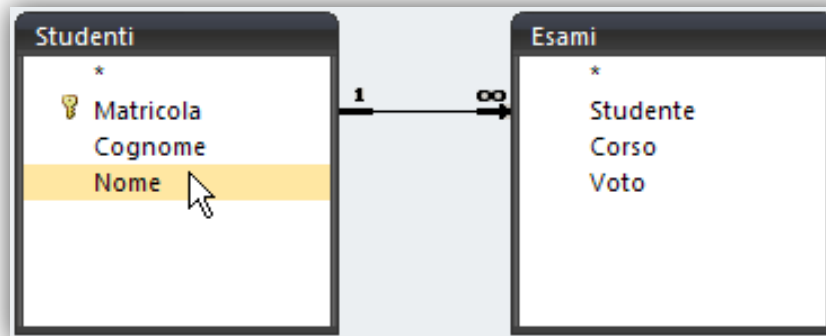 Studenti
*
Matricola
Cognome
Nome
1 ∞
Esami
*
Studente
Corso
Voto